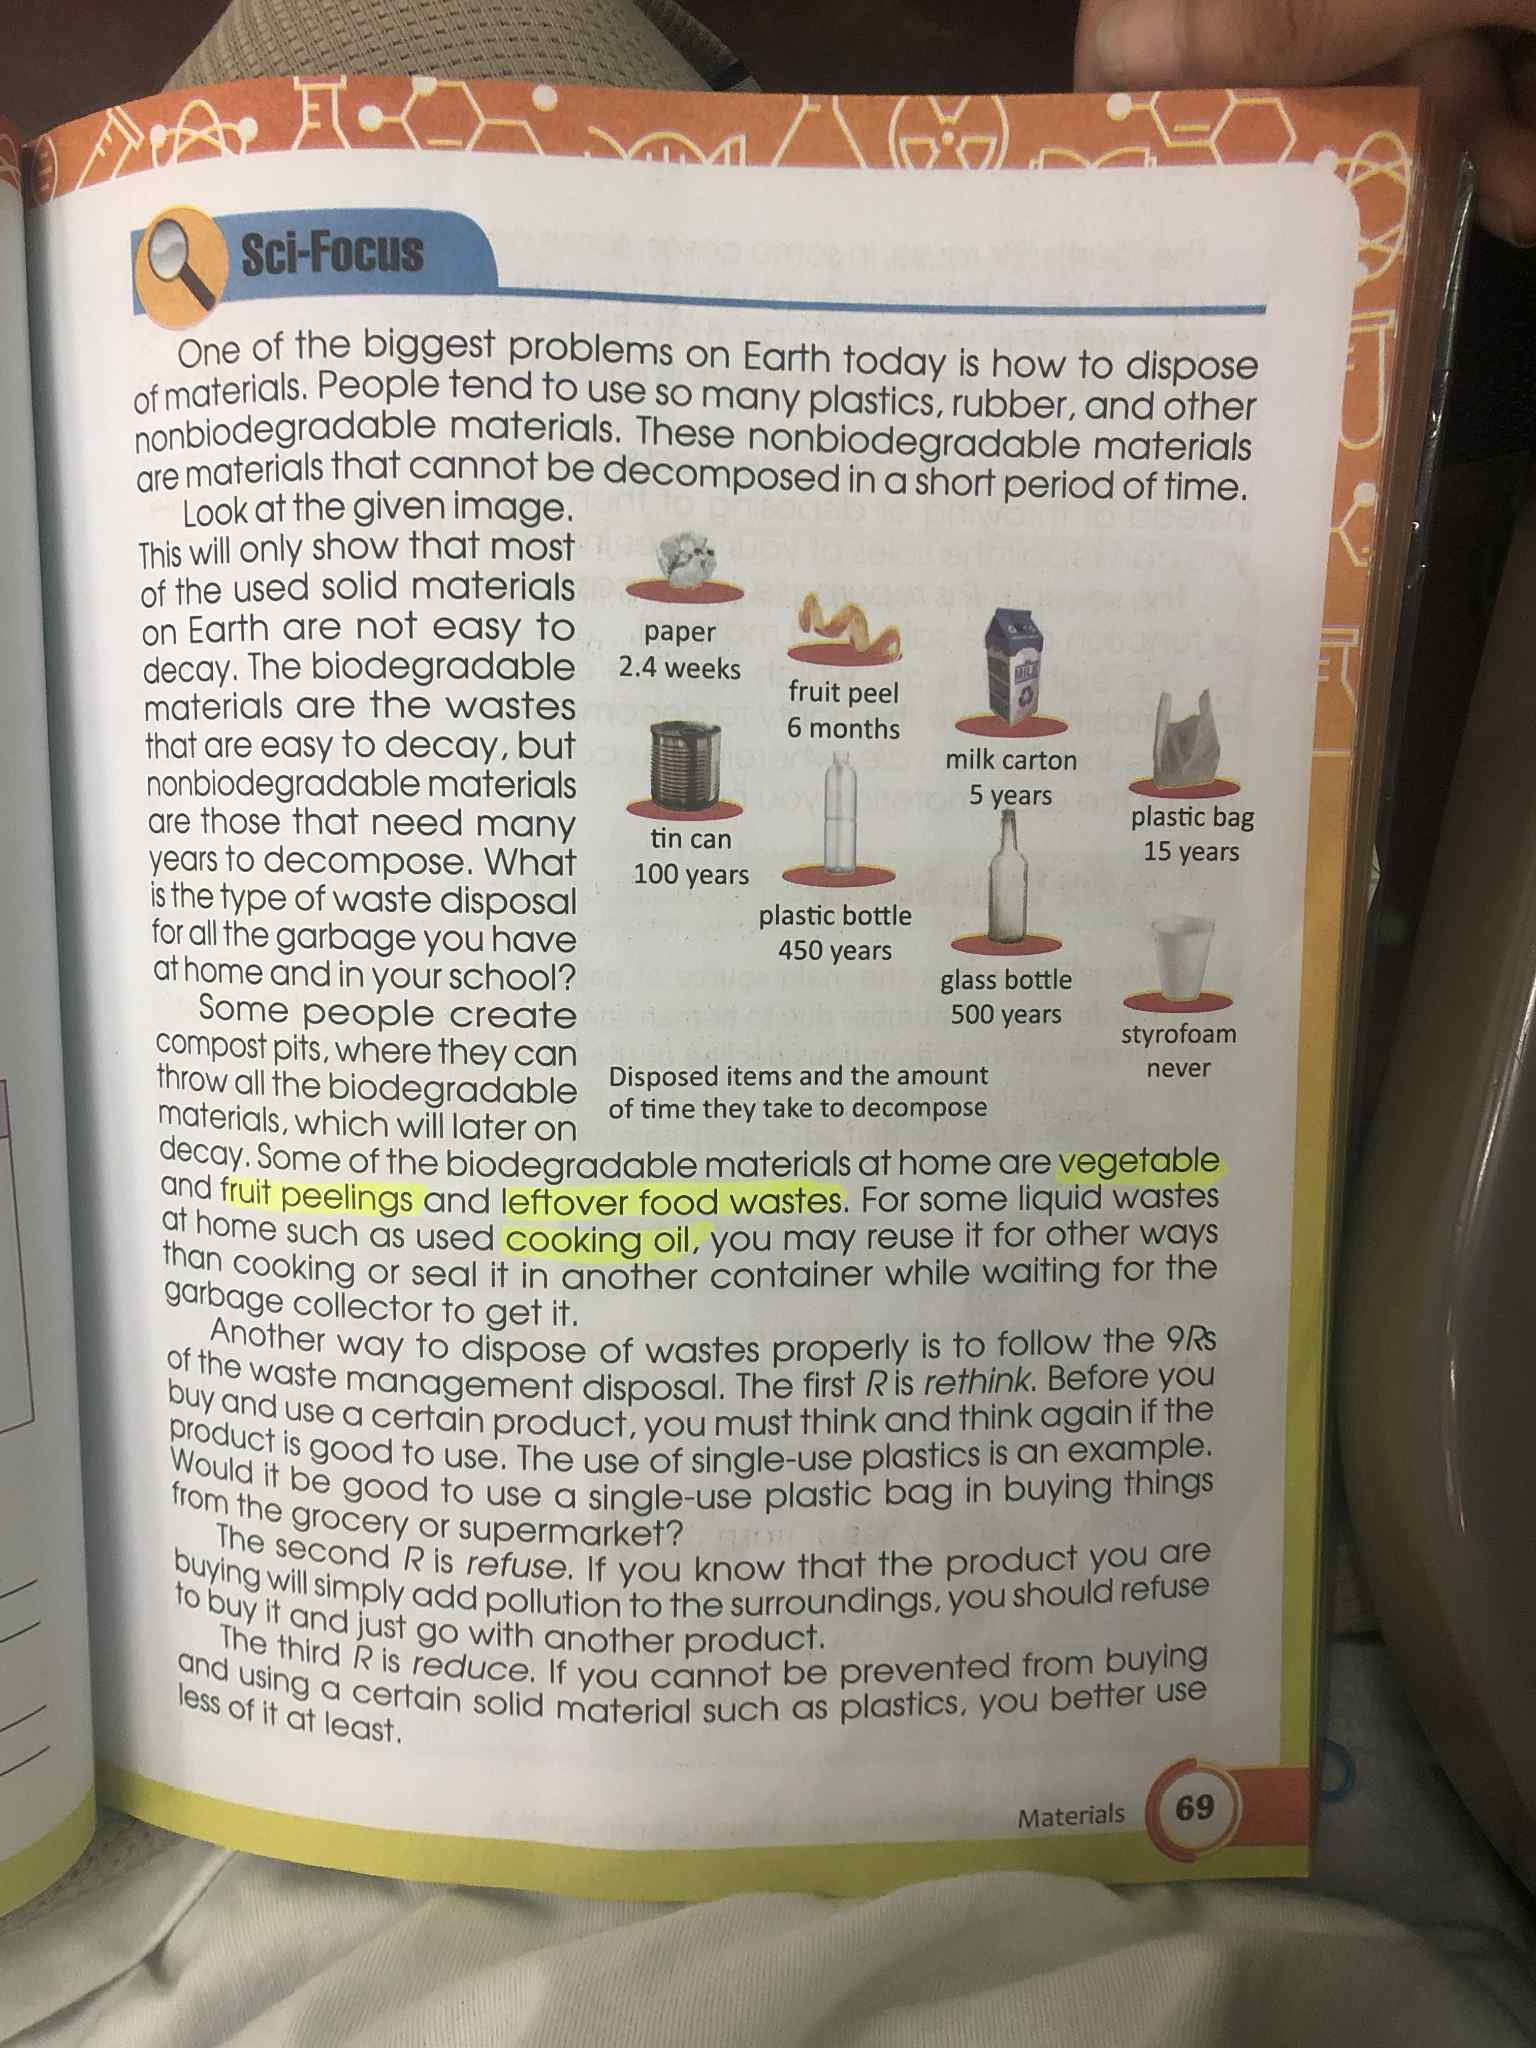 Sci-Focus
One of the biggest problems on Earth today is how to dispose
of materials. People tend to use so many plastics, rubber, and other
nonbiodegradable materials. These nonbiodegradable materials
are materials that cannot be decomposed in a short period of time.
Look at the given image.
This will only show that most
of the used solid materials
on Earth are not easy to
decay. The biodegradable
materials are the wastes
that are easy to decay, but
nonbiodegradable materials
are those that need many
years to decompose. What
is the type of waste disposal
for all the garbage you have
at home and in your school?
Some people create
compost pits, where they can
throw all the biodegradable
materials, which will later on
paper
2.4 weeks
fruit peel
6 months
MILK
milk carton
5 years
plastic bag
15 years
tin can
100 years
plastic bottle
450 years
glass bottle
500 years
styrofoam
never
Disposed items and the amount
of time they take to decompose
decay. Some of the biodegradable materials at home are vegetable
and fruit peelings and leftover food wastes. For some liquid wastes
at home such as used cooking oil, you may reuse it for other ways
than cooking or seal it in another container while waiting for the
garbage collector to get it.
Another way to dispose of wastes properly is to follow the 9Rs
of the waste management disposal. The first R is rethink. Before you
buy and use a certain product, you must think and think again if the
product is good to use. The use of single-use plastics is an example.
Would it be good to use a single-use plastic bag in buying things
from the grocery or supermarket?
The second R is refuse. If you know that the product you are
buying will simply add pollution to the surroundings, you should refuse
to buy it and just go with another product.
The third R is reduce. If you cannot be prevented from buying
and using a certain solid material such as plastics, you better use
less of it at least.
Materials
69